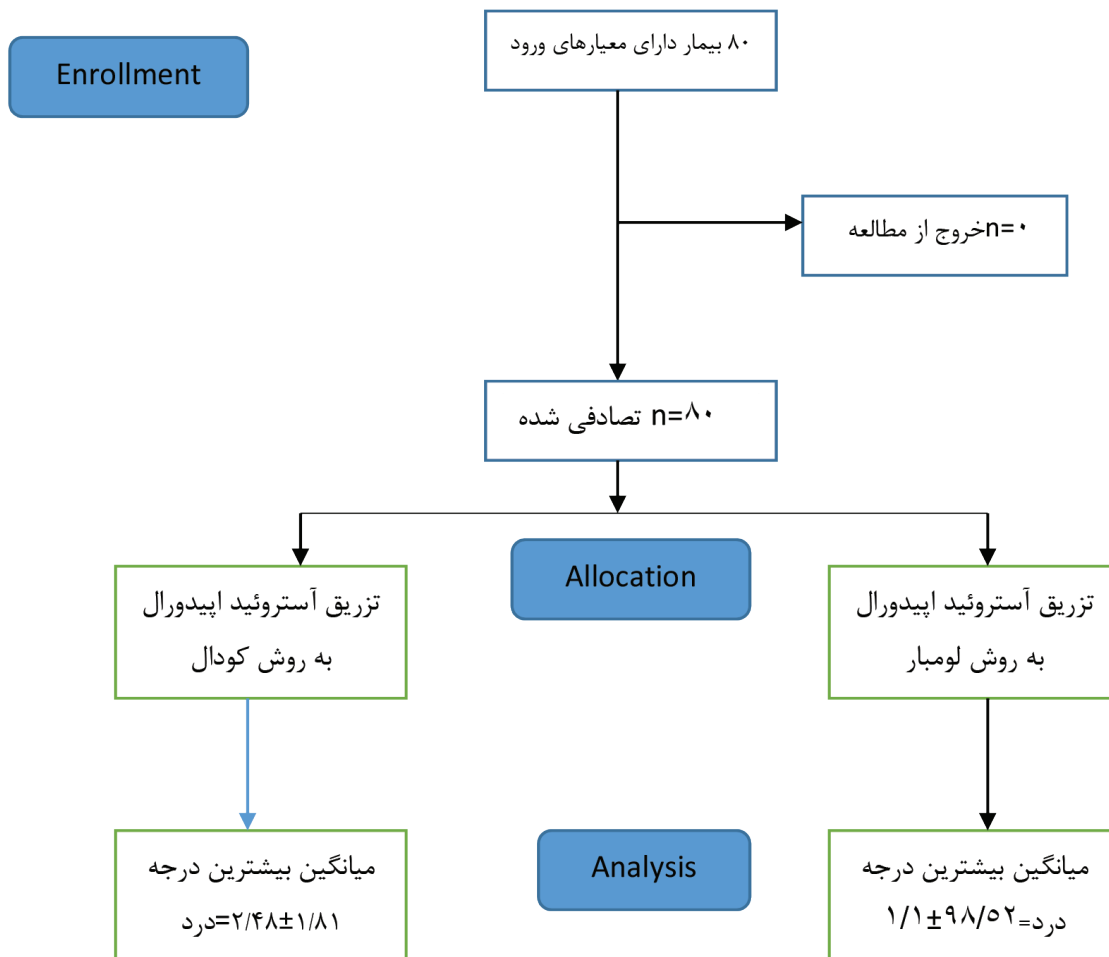 Enrollment
۸۰ بیمار دارای معیارهای ورود
n=۰خروج از مطالعه
n=۸۰ تصادفی شده
Allocation
تزریق آستروئید اپیدورال
به روش کودال
تزریق آستروئید اپیدورال
به روش لومبار
Analysis
میانگین بیشترین درجه
۲/۴۸±۱/۸۱=درد
میانگین بیشترین درجه
درد=۱/۱±۹۸/۵۲